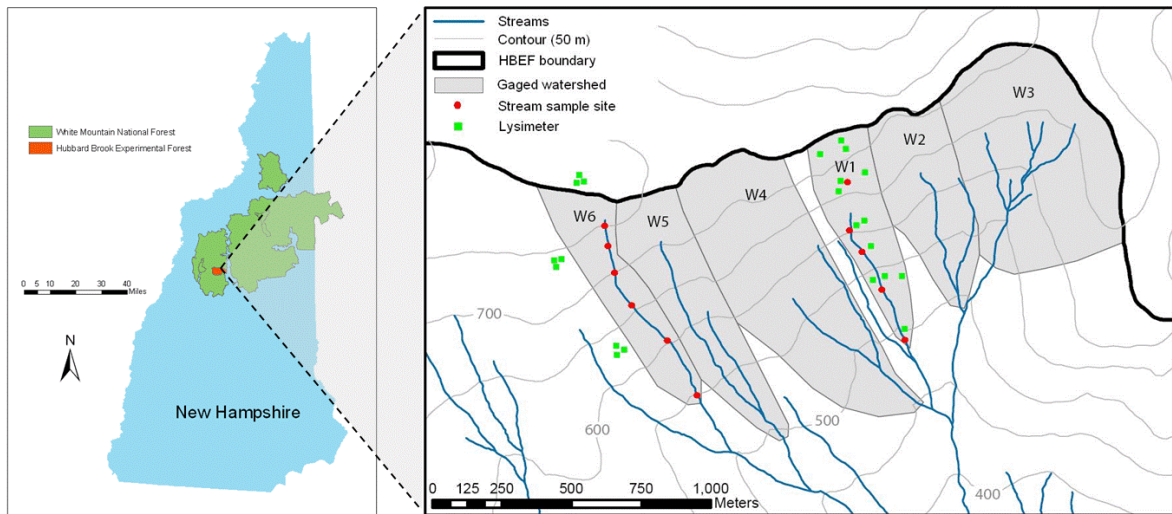 White Mountain National Forest
Hubbard Brook Experimental Forest
0 5 10 20 30 40
Miles
N
New Hampshire
Streams
Contour (50 m)
HBEF boundary
Gaged watershed
Stream sample site
Lysimeter
W3
W2
W1
W4
W5
W6
700
600
500
400
0 125 250 500 750 1,000
Meters